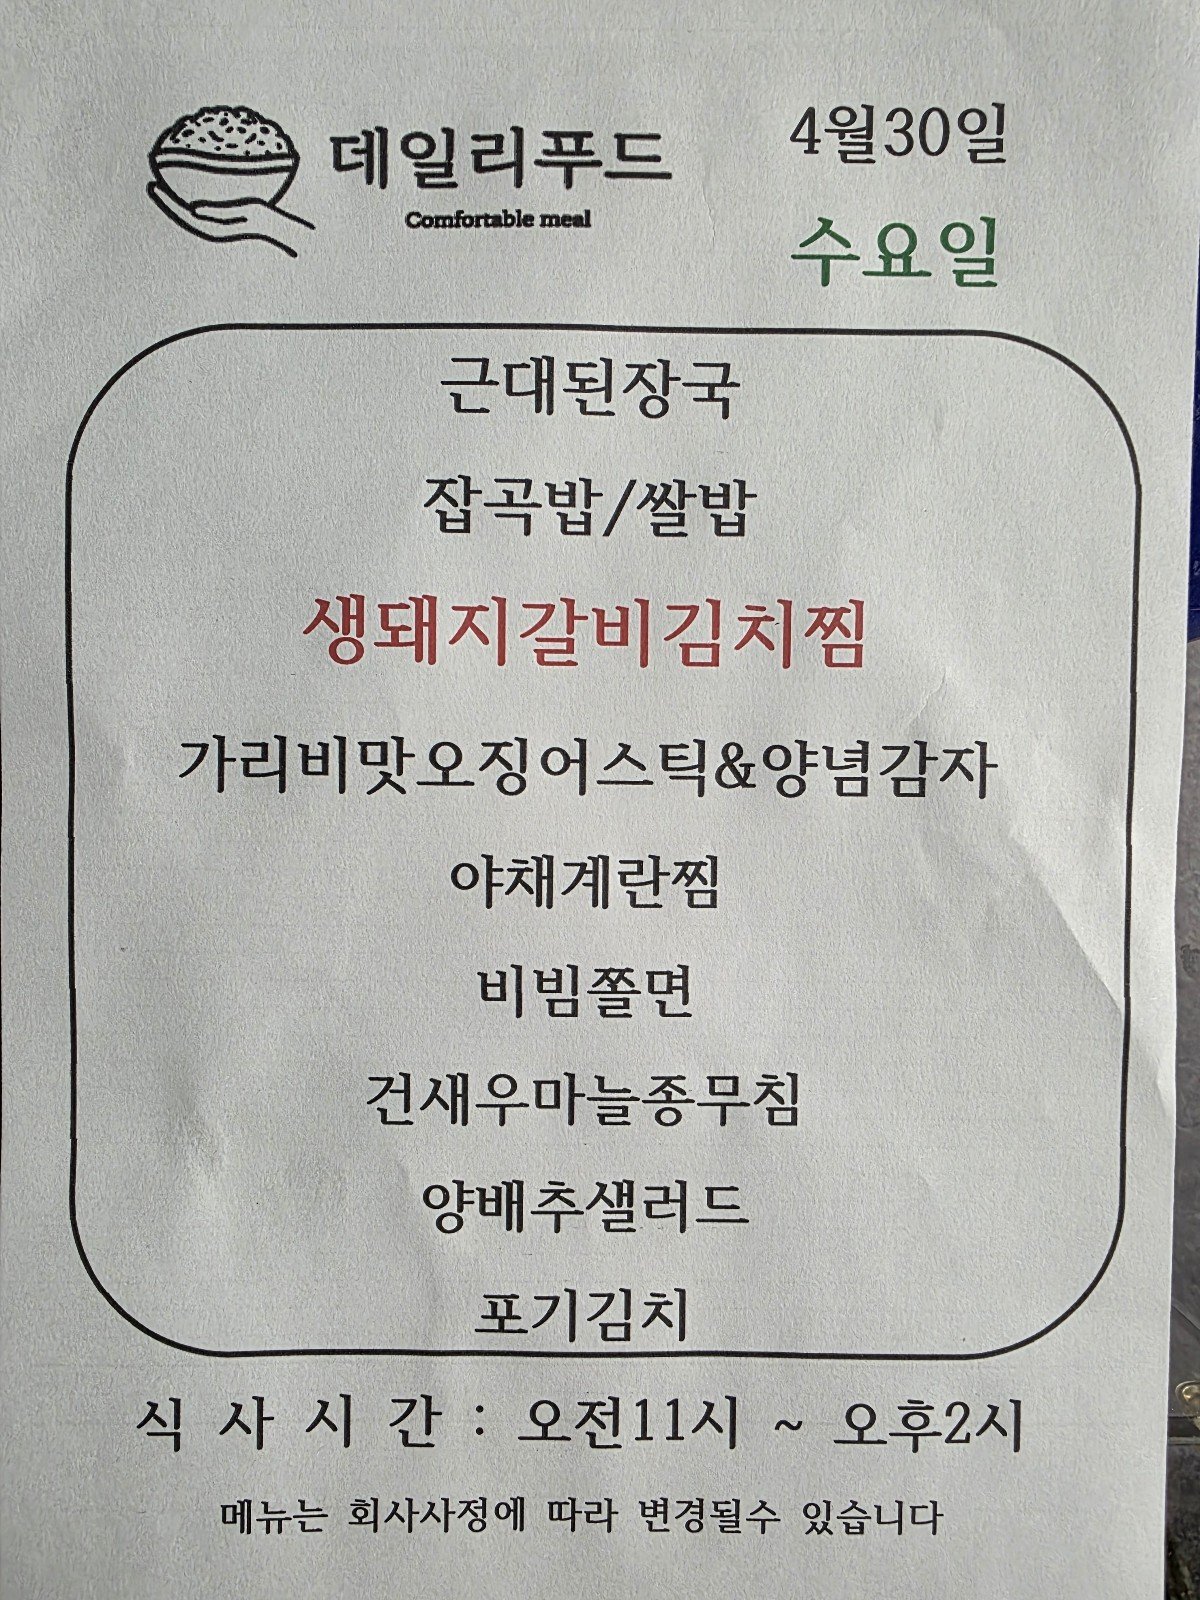 데일리푸드
Comfortable meal
4월30일
수요일
근대된장국
잡곡밥/쌀밥
생돼지갈비김치찜
가리비맛오징어스틱&양념감자
야채계란찜
비빔쫄면
건새우마늘종무침
양배추샐러드
포기김치
식 사 시 간 : 오전11시 ~ 오후2시
메뉴는 회사사정에 따라 변경될수 있습니다